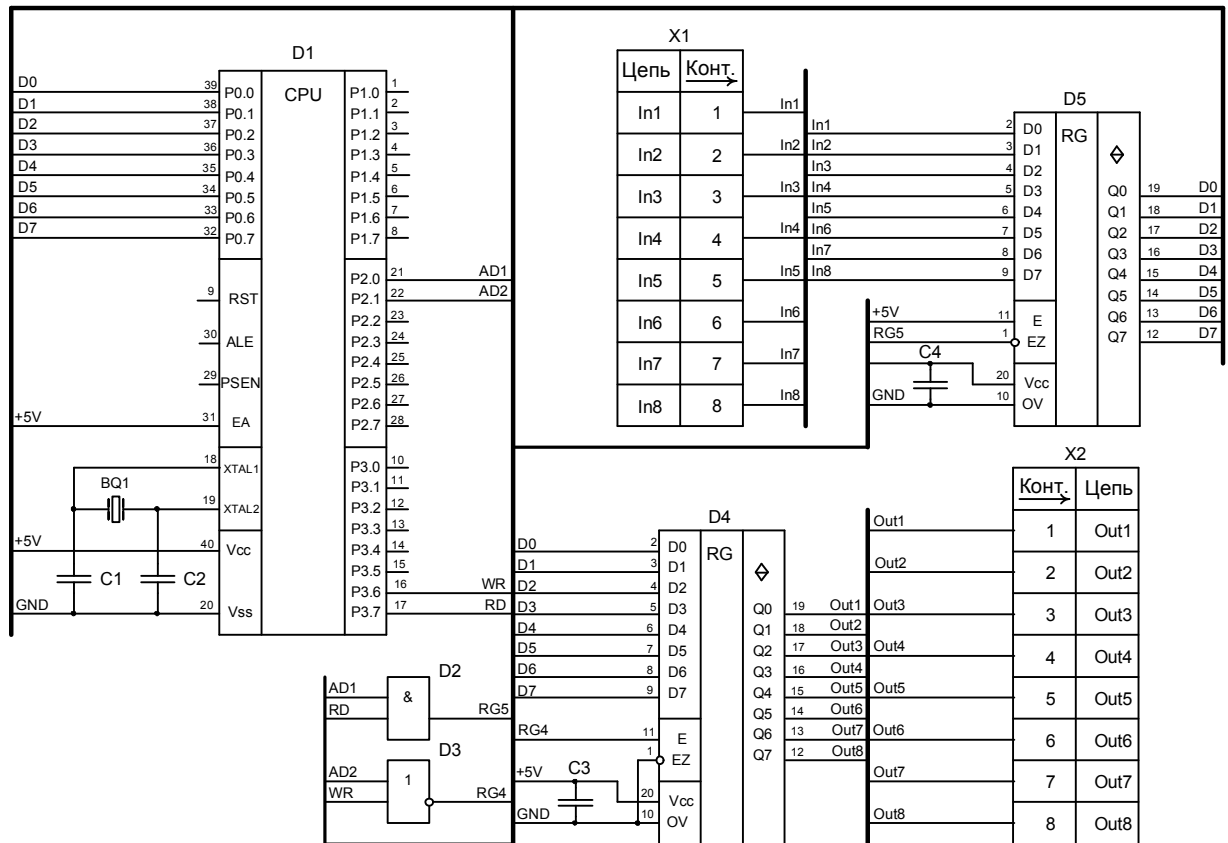 D1
CPU
D0 39 P0.0
D1 38 P0.1
D2 37 P0.2
D3 36 P0.3
D4 35 P0.4
D5 34 P0.5
D6 33 P0.6
D7 32 P0.7
9 RST
30 ALE
29 PSEN
+5V 31 EA
18 XTAL1
BQ1
19 XTAL2
+5V 40 Vcc
C1 C2
GND 20 Vss
P1.0 1
P1.1 2
P1.2 3
P1.3 4
P1.4 5
P1.5 6
P1.6 7
P1.7 8
P2.0 21 AD1
P2.1 22 AD2
P2.2 23
P2.3 24
P2.4 25
P2.5 26
P2.6 27
P2.7 28
P3.0 10
P3.1 11
P3.2 12
P3.3 13
P3.4 14
P3.5 15
P3.6 16 WR
P3.7 17 RD
X1
Цепь Конт.
In1 1 In1
In2 2 In2
In3 3 In3
In4 4 In4
In5 5 In5
In6 6 In6
In7 7 In7
In8 8 In8
D5
RG
In1 2 D0
In2 3 D1
In3 4 D2
In4 5 D3
In5 6 D4
In6 7 D5
In7 8 D6
In8 9 D7
+5V 11 E
RG5 1 EZ
C4
20 Vcc
GND 10 OV
Q0 19 D0
Q1 18 D1
Q2 17 D2
Q3 16 D3
Q4 15 D4
Q5 14 D5
Q6 13 D6
Q7 12 D7
D2
AD1
&
RD RG5
D3
AD2
1
WR RG4
D4
RG
D0 2 D0
D1 3 D1
D2 4 D2
D3 5 D3
D4 6 D4
D5 7 D5
D6 8 D6
D7 9 D7
RG4 11 E
1 EZ
+5V C3
20 Vcc
GND 10 OV
Q0 19 Out1
Q1 18 Out2
Q2 17 Out3
Q3 16 Out4
Q4 15 Out5
Q5 14 Out6
Q6 13 Out7
Q7 12 Out8
X2
Конт. Цепь
Out1 1 Out1
Out2 2 Out2
Out3 3 Out3
Out4 4 Out4
Out5 5 Out5
Out6 6 Out6
Out7 7 Out7
Out8 8 Out8